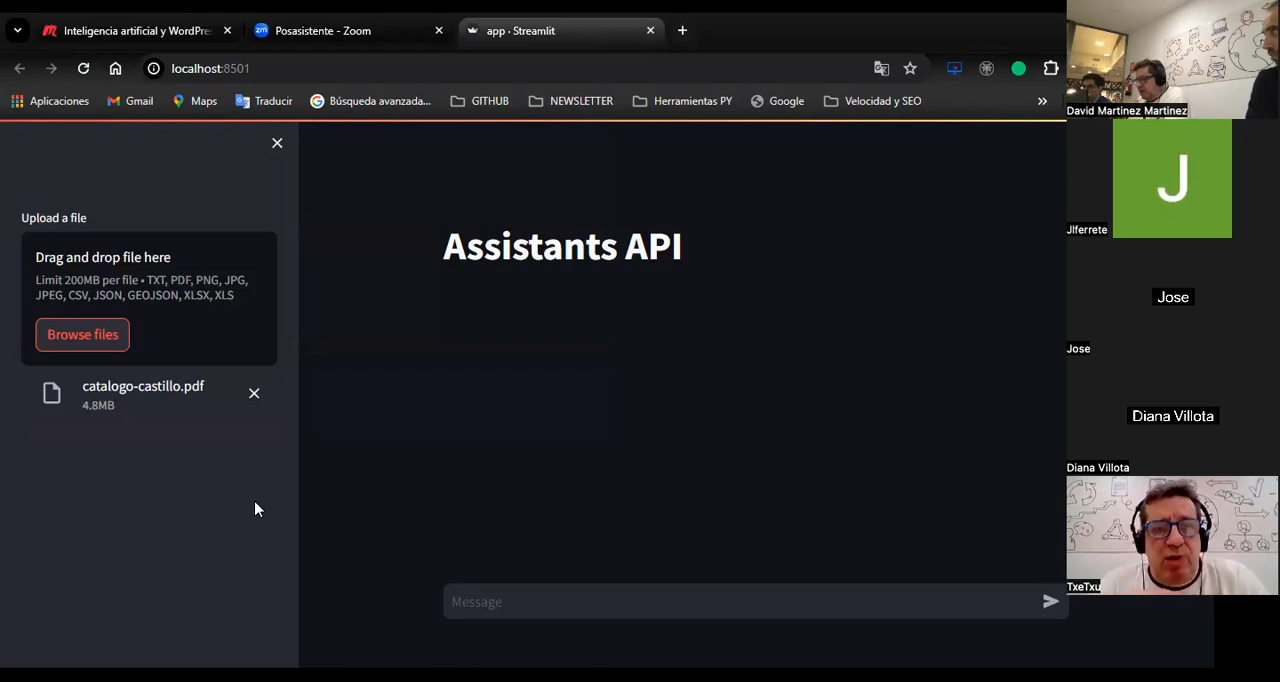 Inteligencia artificial y WordPre
Posasistente - Zoom
app · Streamlit
localhost:8501
Aplicaciones
Gmail
Maps
Traducir
Búsqueda avanzada...
GITHUB
NEWSLETTER
Herramientas PY
Google
Velocidad y SEO
Upload a file
Drag and drop file here
Limit 200MB per file • TXT, PDF, PNG, JPG,
JPEG, CSV, JSON, GEOJSON, XLSX, XLS
Browse files
catalogo-castillo.pdf
4.8MB
Assistants API
Message
David Martinez Martinez
J
Jlferrete
Jose
Jose
Diana Villota
Diana Villota
TxeTxu